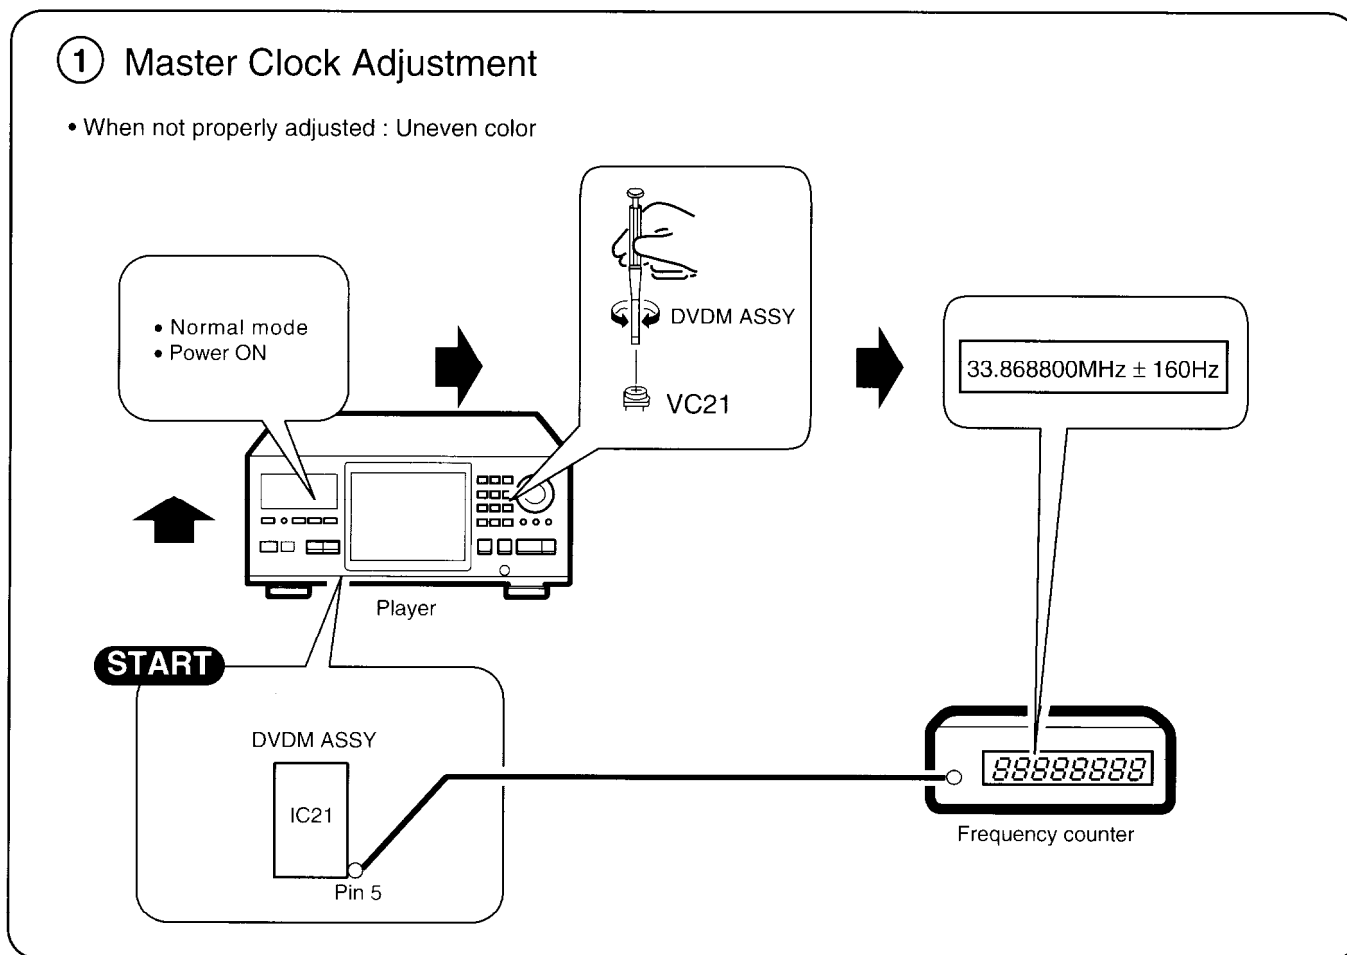 1 Master Clock Adjustment
• When not properly adjusted : Uneven color
• Normal mode
• Power ON
DVDM ASSY
VC21
33.868800MHz ± 160Hz
Player
START
DVDM ASSY
IC21
Pin 5
88888888
Frequency counter